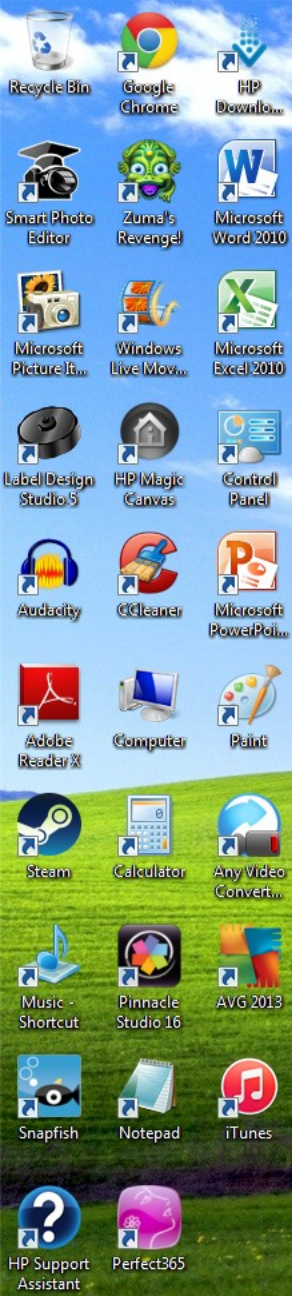 Recycle Bin
Google
Chrome
HP
Downlo...
Smart Photo
Editor
Zuma's
Revenge!
Microsoft
Word 2010
Microsoft
Picture It...
Windows
Live Mov...
Microsoft
Excel 2010
Label Design
Studio 5
HP Magic
Canvas
Control
Panel
Audacity
CCleaner
Microsoft
PowerPoi...
Adobe
Reader X
Computer
Paint
Steam
Calculator
Any Video
Convert...
Music -
Shortcut
Pinnacle
Studio 16
AVG 2013
Snapfish
Notepad
iTunes
HP Support
Assistant
Perfect365